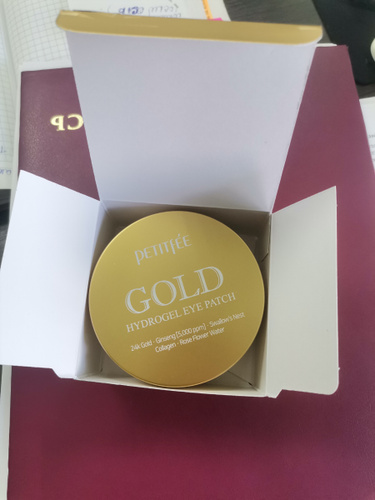 PETITFÉE
GOLD
HYDROGEL EYE PATCH
24k Gold - Ginseng [5,000 ppm] - Swallow's Nest
Collagen - Rose Flower Water